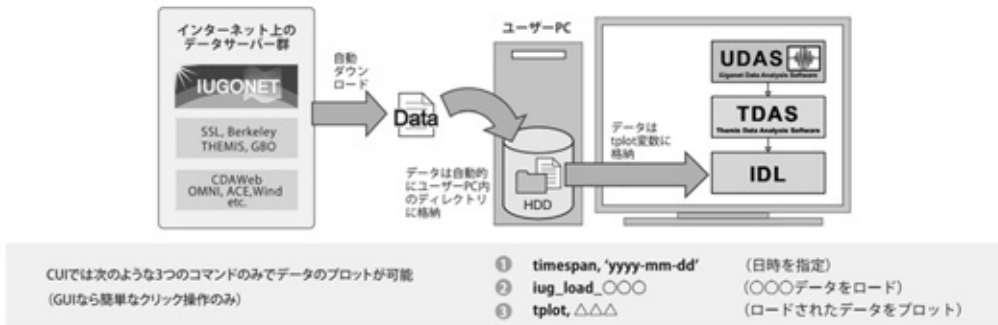 インターネット上の
データサーバー群
IUGONET
SSL, Berkeley
THEMIS, GBO
CDAWeb
OMNI, ACE,Wind
etc.
自動
ダウン
ロード
Data
データは自動的
にユーザーPC内
のディレクトリ
に格納
ユーザーPC
HDD
データは
tplot変数に
格納
UDAS
Iugonet Data Analysis Software
TDAS
Themis Data Analysis Software
IDL
CUIでは次のような3つのコマンドのみでデータのプロットが可能
（GUIなら簡単なクリック操作のみ）
1 timespan, ‘yyyy-mm-dd’ （日時を指定）
2 iug_load_○○○ （○○○データをロード）
3 tplot, △△△ （ロードされたデータをプロット）